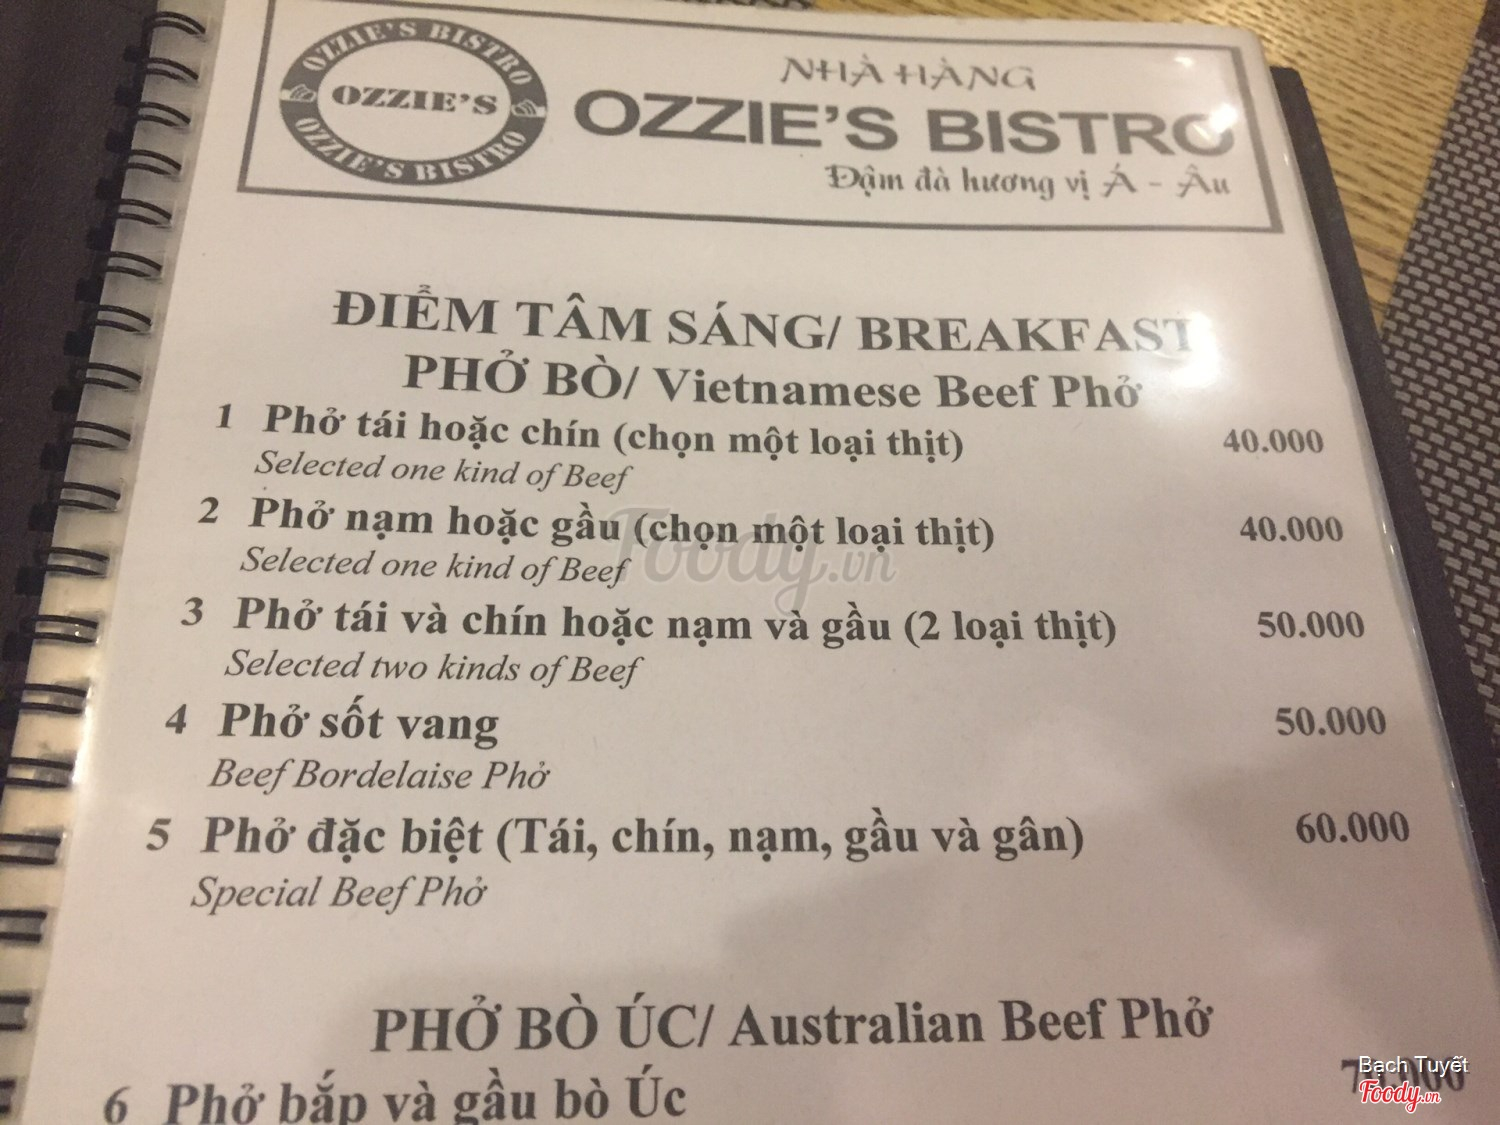 OZZIE'S BISTRO
OZZIE'S
OZZIE'S BISTRO
NHÀ HÀNG
OZZIE'S BISTRO
Đậm đà hương vị Á - Âu
ĐIỂM TÂM SÁNG/ BREAKFAST
PHỞ BÒ/ Vietnamese Beef Phở
1 Phở tái hoặc chín (chọn một loại thịt) 40.000
Selected one kind of Beef
2 Phở nạm hoặc gầu (chọn một loại thịt) 40.000
Selected one kind of Beef
Foody.vn
3 Phở tái và chín hoặc nạm và gầu (2 loại thịt) 50.000
Selected two kinds of Beef
4 Phở sốt vang 50.000
Beef Bordelaise Phở
5 Phở đặc biệt (Tái, chín, nạm, gầu và gân) 60.000
Special Beef Phở
PHỞ BÒ ÚC/ Australian Beef Phở
6 Phở bắp và gầu bò Úc
Bạch Tuyết
Foody.vn